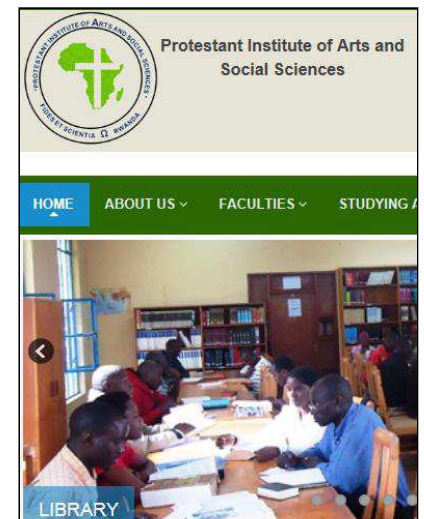 PROTESTANT INSTITUTE OF ARTS AND SOCIAL SCIENCES
FIDES ET SCIENTIA Ω RWANDA
Protestant Institute of Arts and
Social Sciences
HOME
ABOUT US
FACULTIES
STUDYING A
LIBRARY